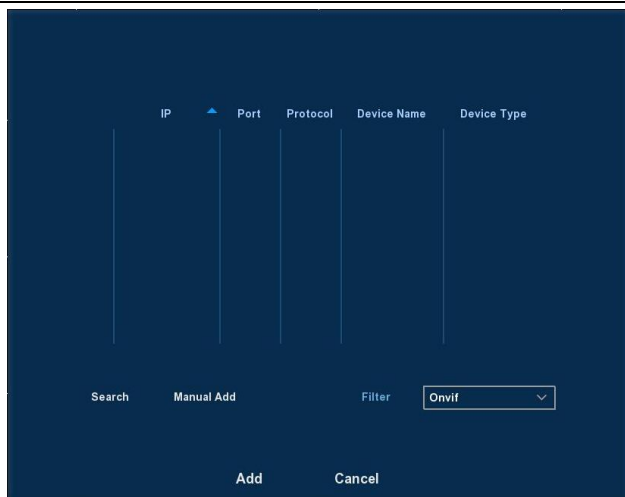 IP Port Protocol Device Name Device Type
Search Manual Add Filter Onvif
Add Cancel